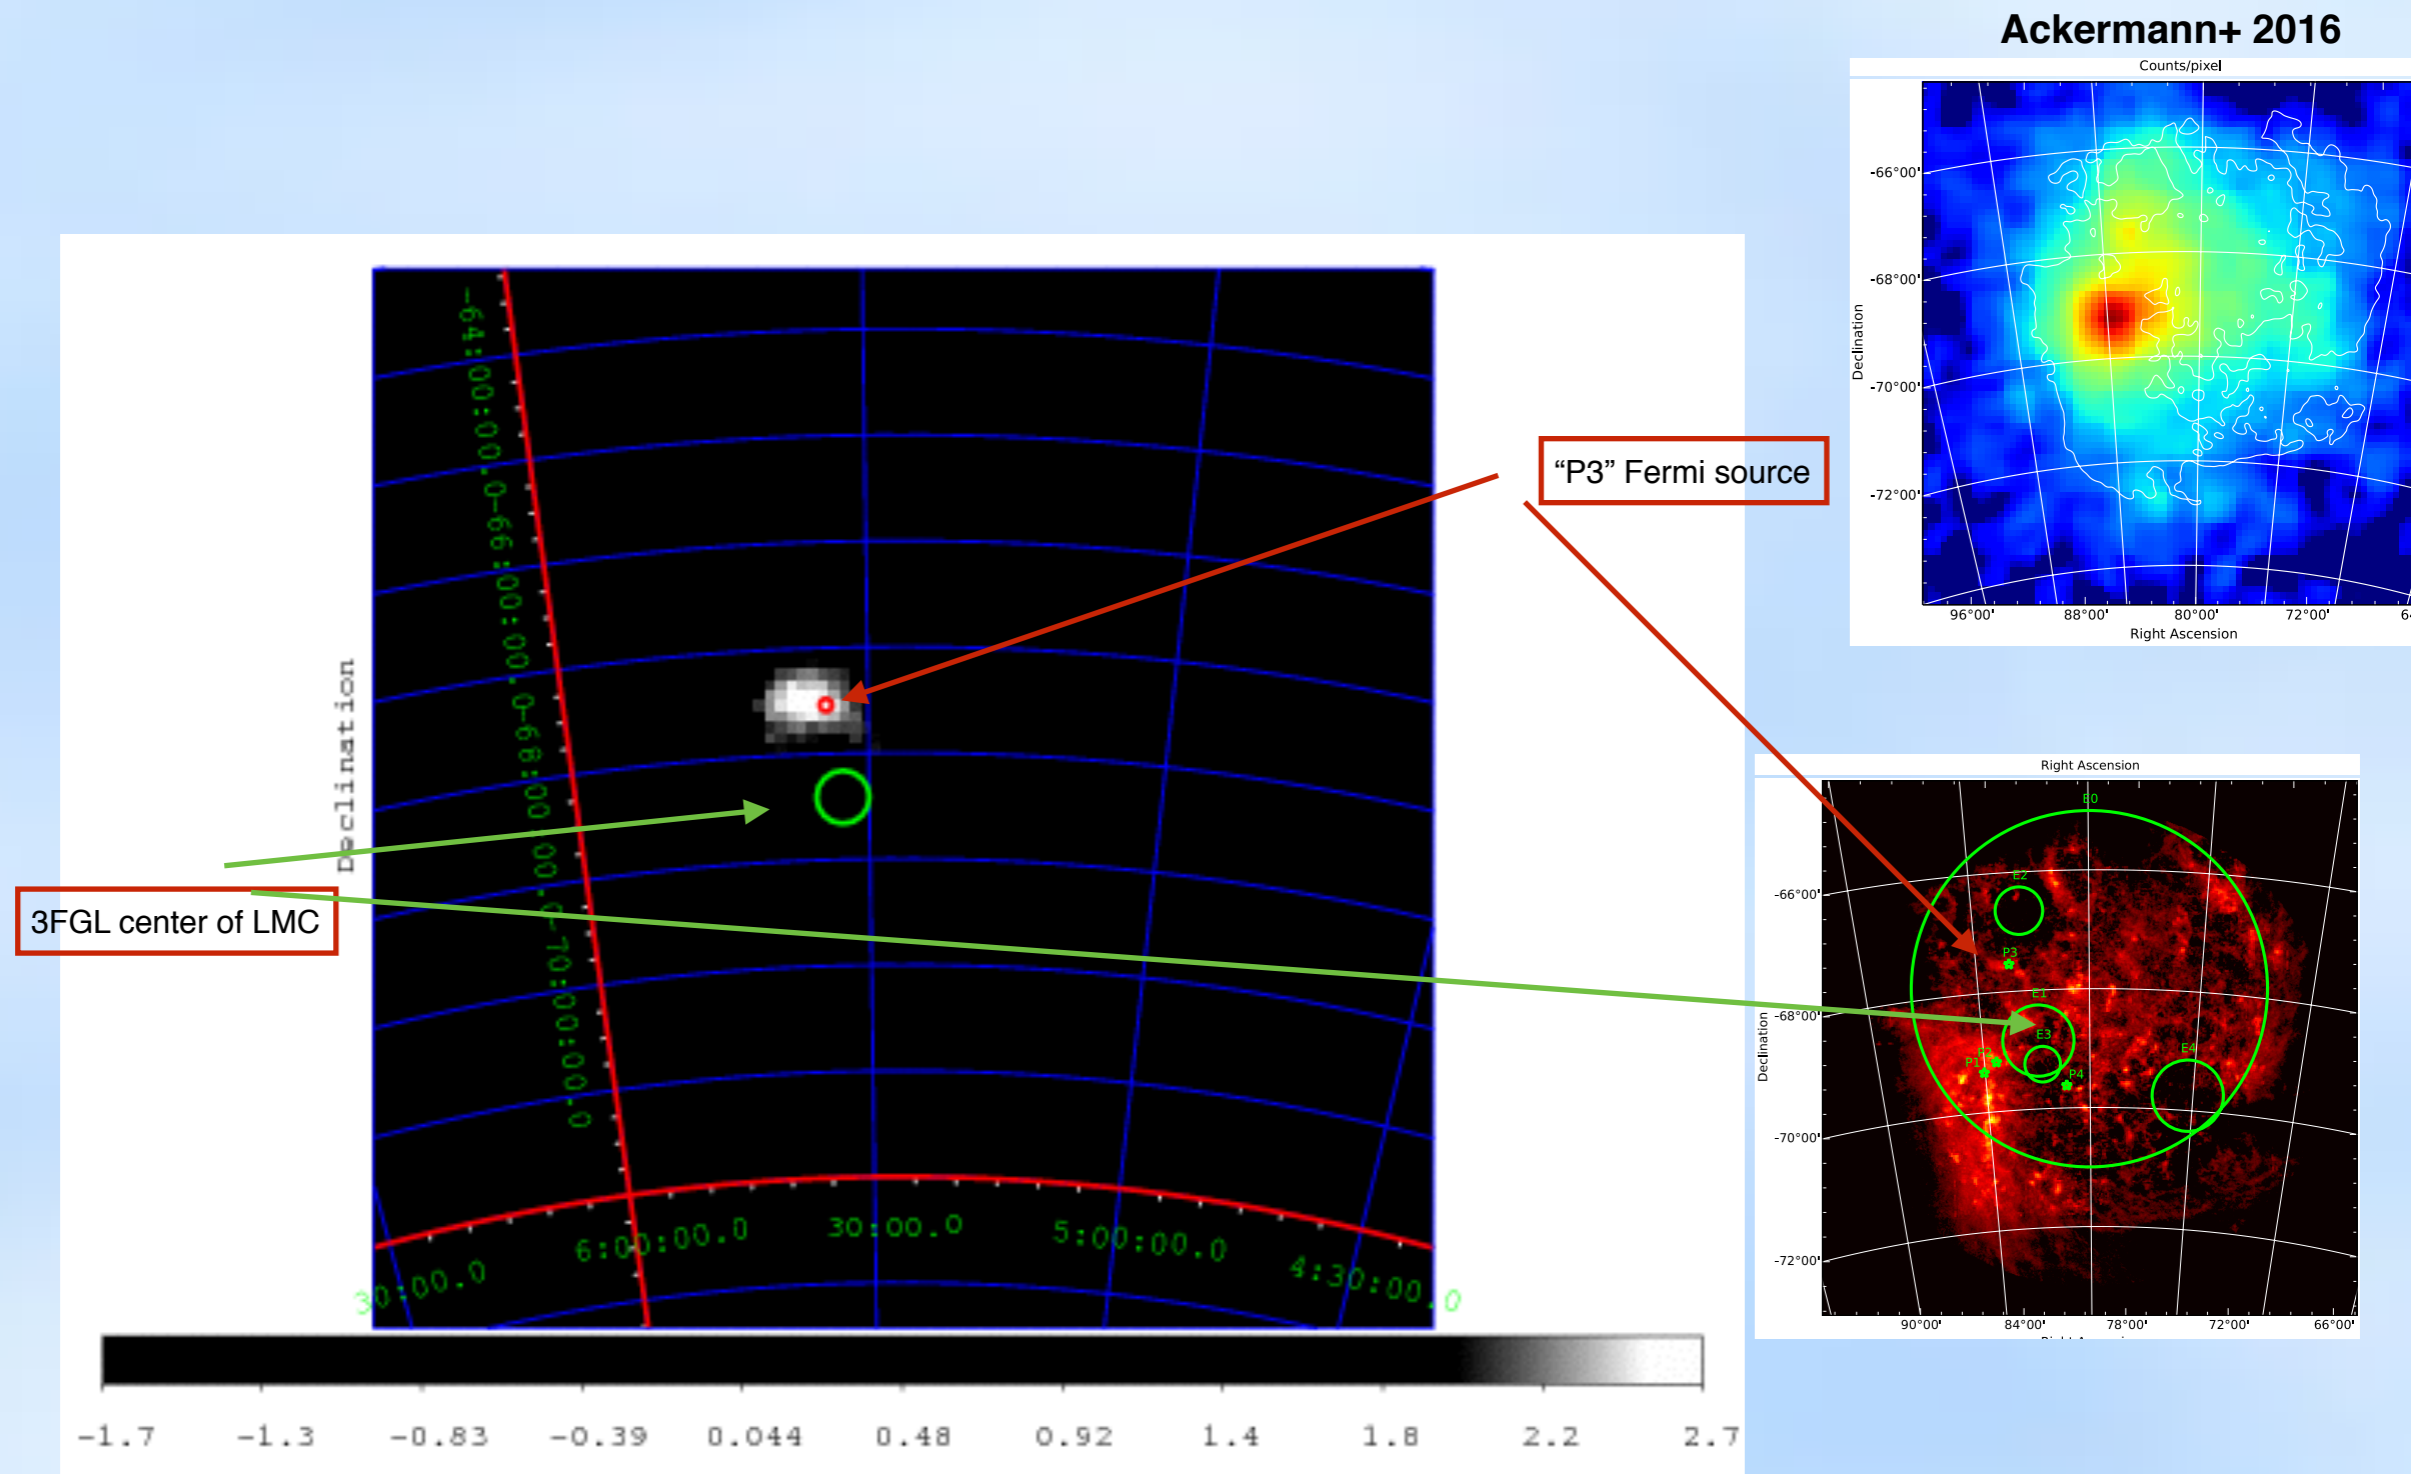 Ackermann+ 2016
Counts/pixel
-66°00'
-68°00'
-70°00'
-72°00'
Declination
96°00' 88°00' 80°00' 72°00'
Right Ascension
“P3” Fermi source
3FGL center of LMC
Declination
-64:00:00.0
-66:00:00.0
-68:00:00.0
-70:00:00.0
30:00.0 6:00:00.0 30:00.0 5:00:00.0 4:30:00.0
-1.7 -1.3 -0.83 -0.39 0.044 0.48 0.92 1.4 1.8 2.2 2.7
Right Ascension
E0
E2
P3
E1
E3
E4
P2
P1
P4
-66°00'
-68°00'
-70°00'
-72°00'
Declination
90°00' 84°00' 78°00' 72°00' 66°00'